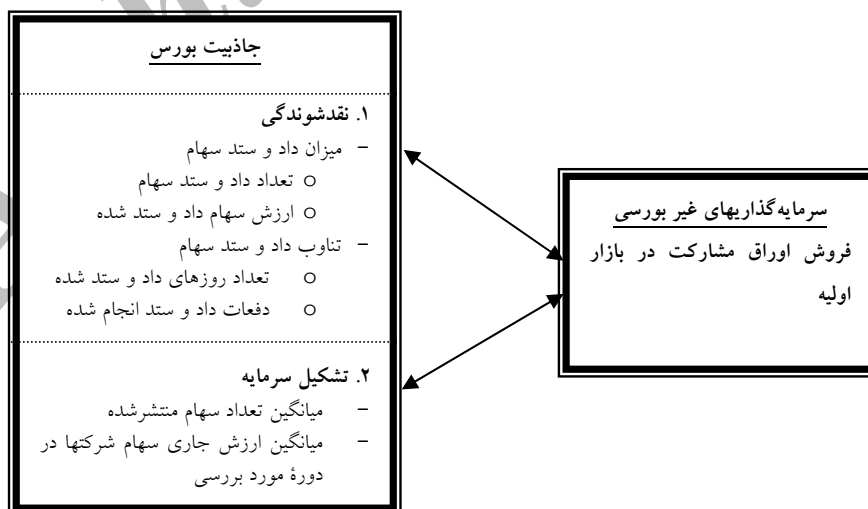 جاذبیت بورس
۱. نقدشوندگی
- میزان داد و ستد سهام
o تعداد داد و ستد سهام
o ارزش سهام داد و ستد شده
- تناوب داد و ستد سهام
o تعداد روزهای داد و ستد شده
o دفعات داد و ستد انجام شده
۲. تشکیل سرمایه
- میانگین تعداد سهام منتشرشده
- میانگین ارزش جاری سهام شرکتها در
دورۀ مورد بررسی
سرمایه‌گذاریهای غیر بورسی
فروش اوراق مشارکت در بازار
اولیه